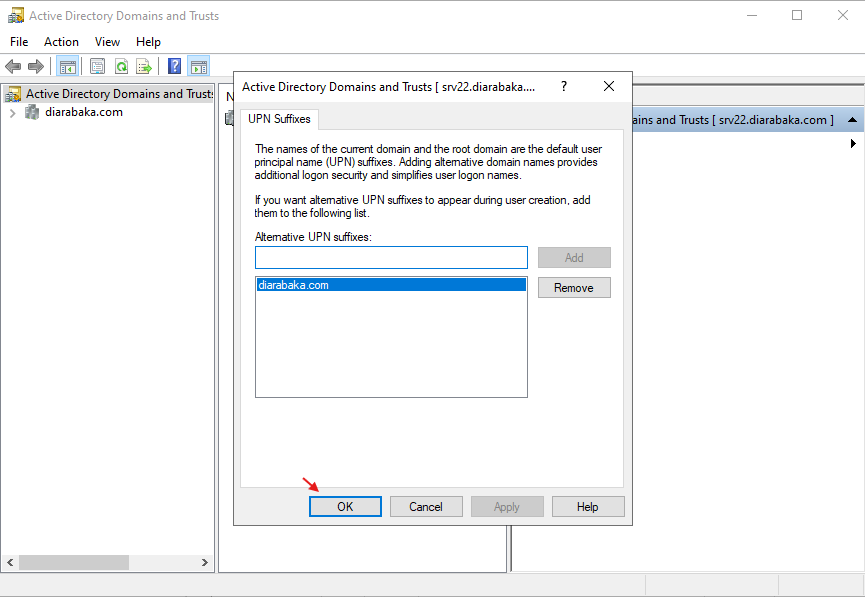 Active Directory Domains and Trusts
File Action View Help
Active Directory Domains and Trusts
diarabaka.com
N
Active Directory Domains and Trusts [ srv22.diarabaka.c​om....
?
UPN Suffixes
The names of the current domain and the root domain are the default user
principal name (UPN) suffixes. Adding alternative domain names provides
additional logon security and simplifies user logon names.
If you want alternative UPN suffixes to appear during user creation, add
them to the following list.
Alternative UPN suffixes:
Add
diarabaka.com
Remove
OK Cancel Apply Help
ains and Trusts [ srv22.diarabaka.com ]